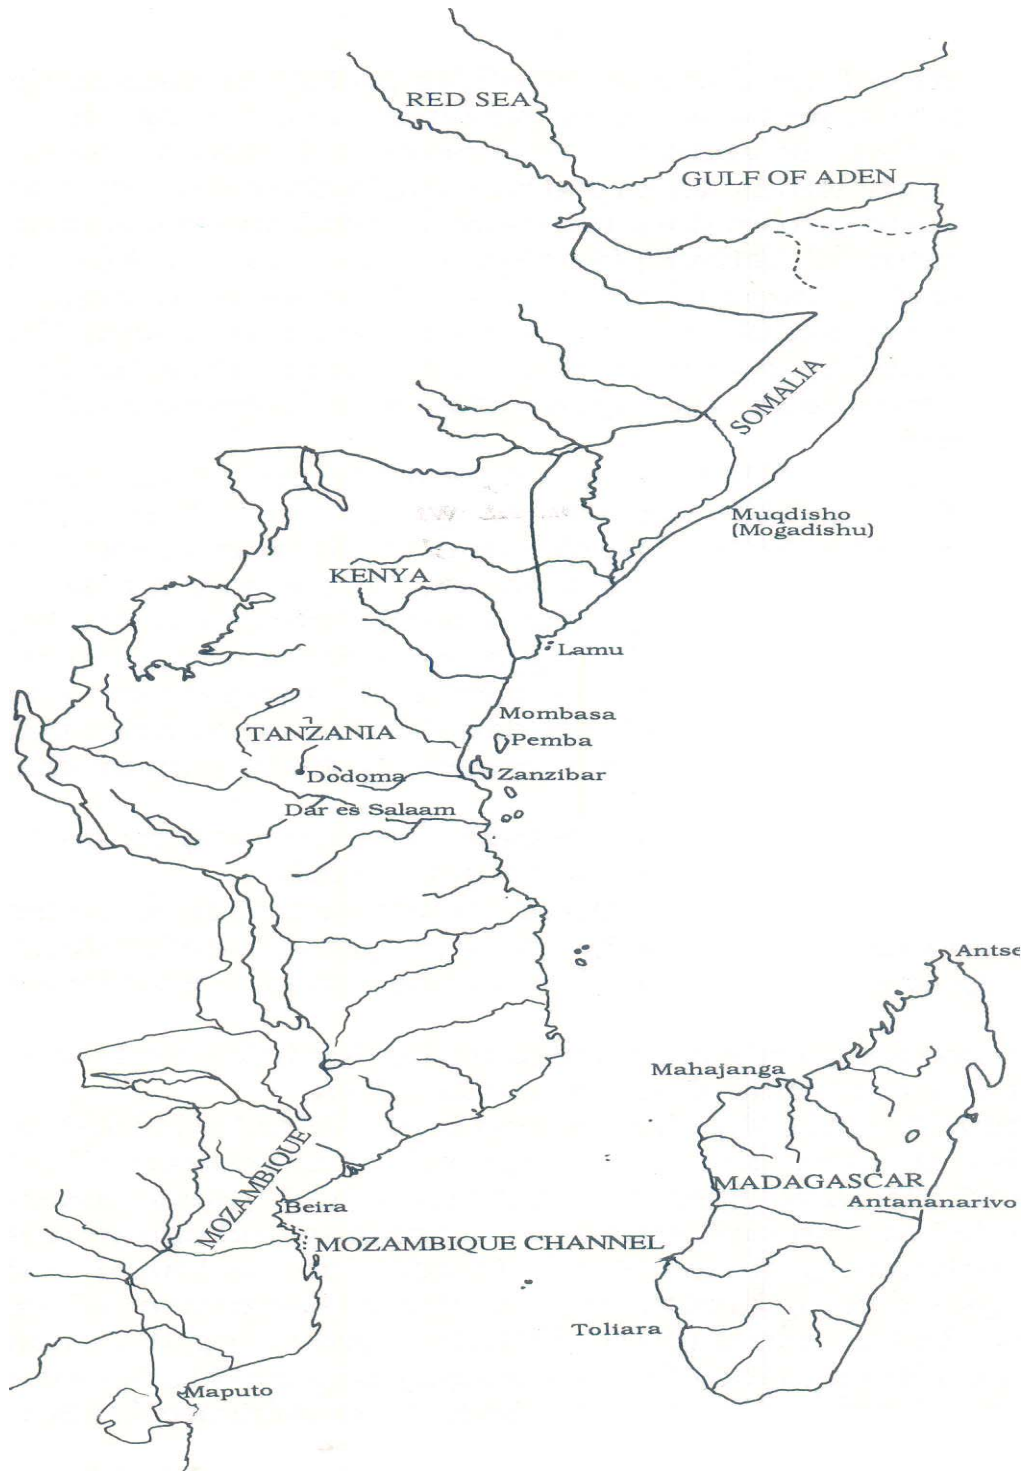 RED SEA
GULF OF ADEN
SOMALIA
Muqdisho
(Mogadishu)
KENYA
Lamu
Mombasa
TANZANIA
Pemba
Dodoma
Zanzibar
Dar es Salaam
Antse
Mahajanga
MOZAMBIQUE
MADAGASCAR
Antananarivo
Beira
MOZAMBIQUE CHANNEL
Toliara
Maputo